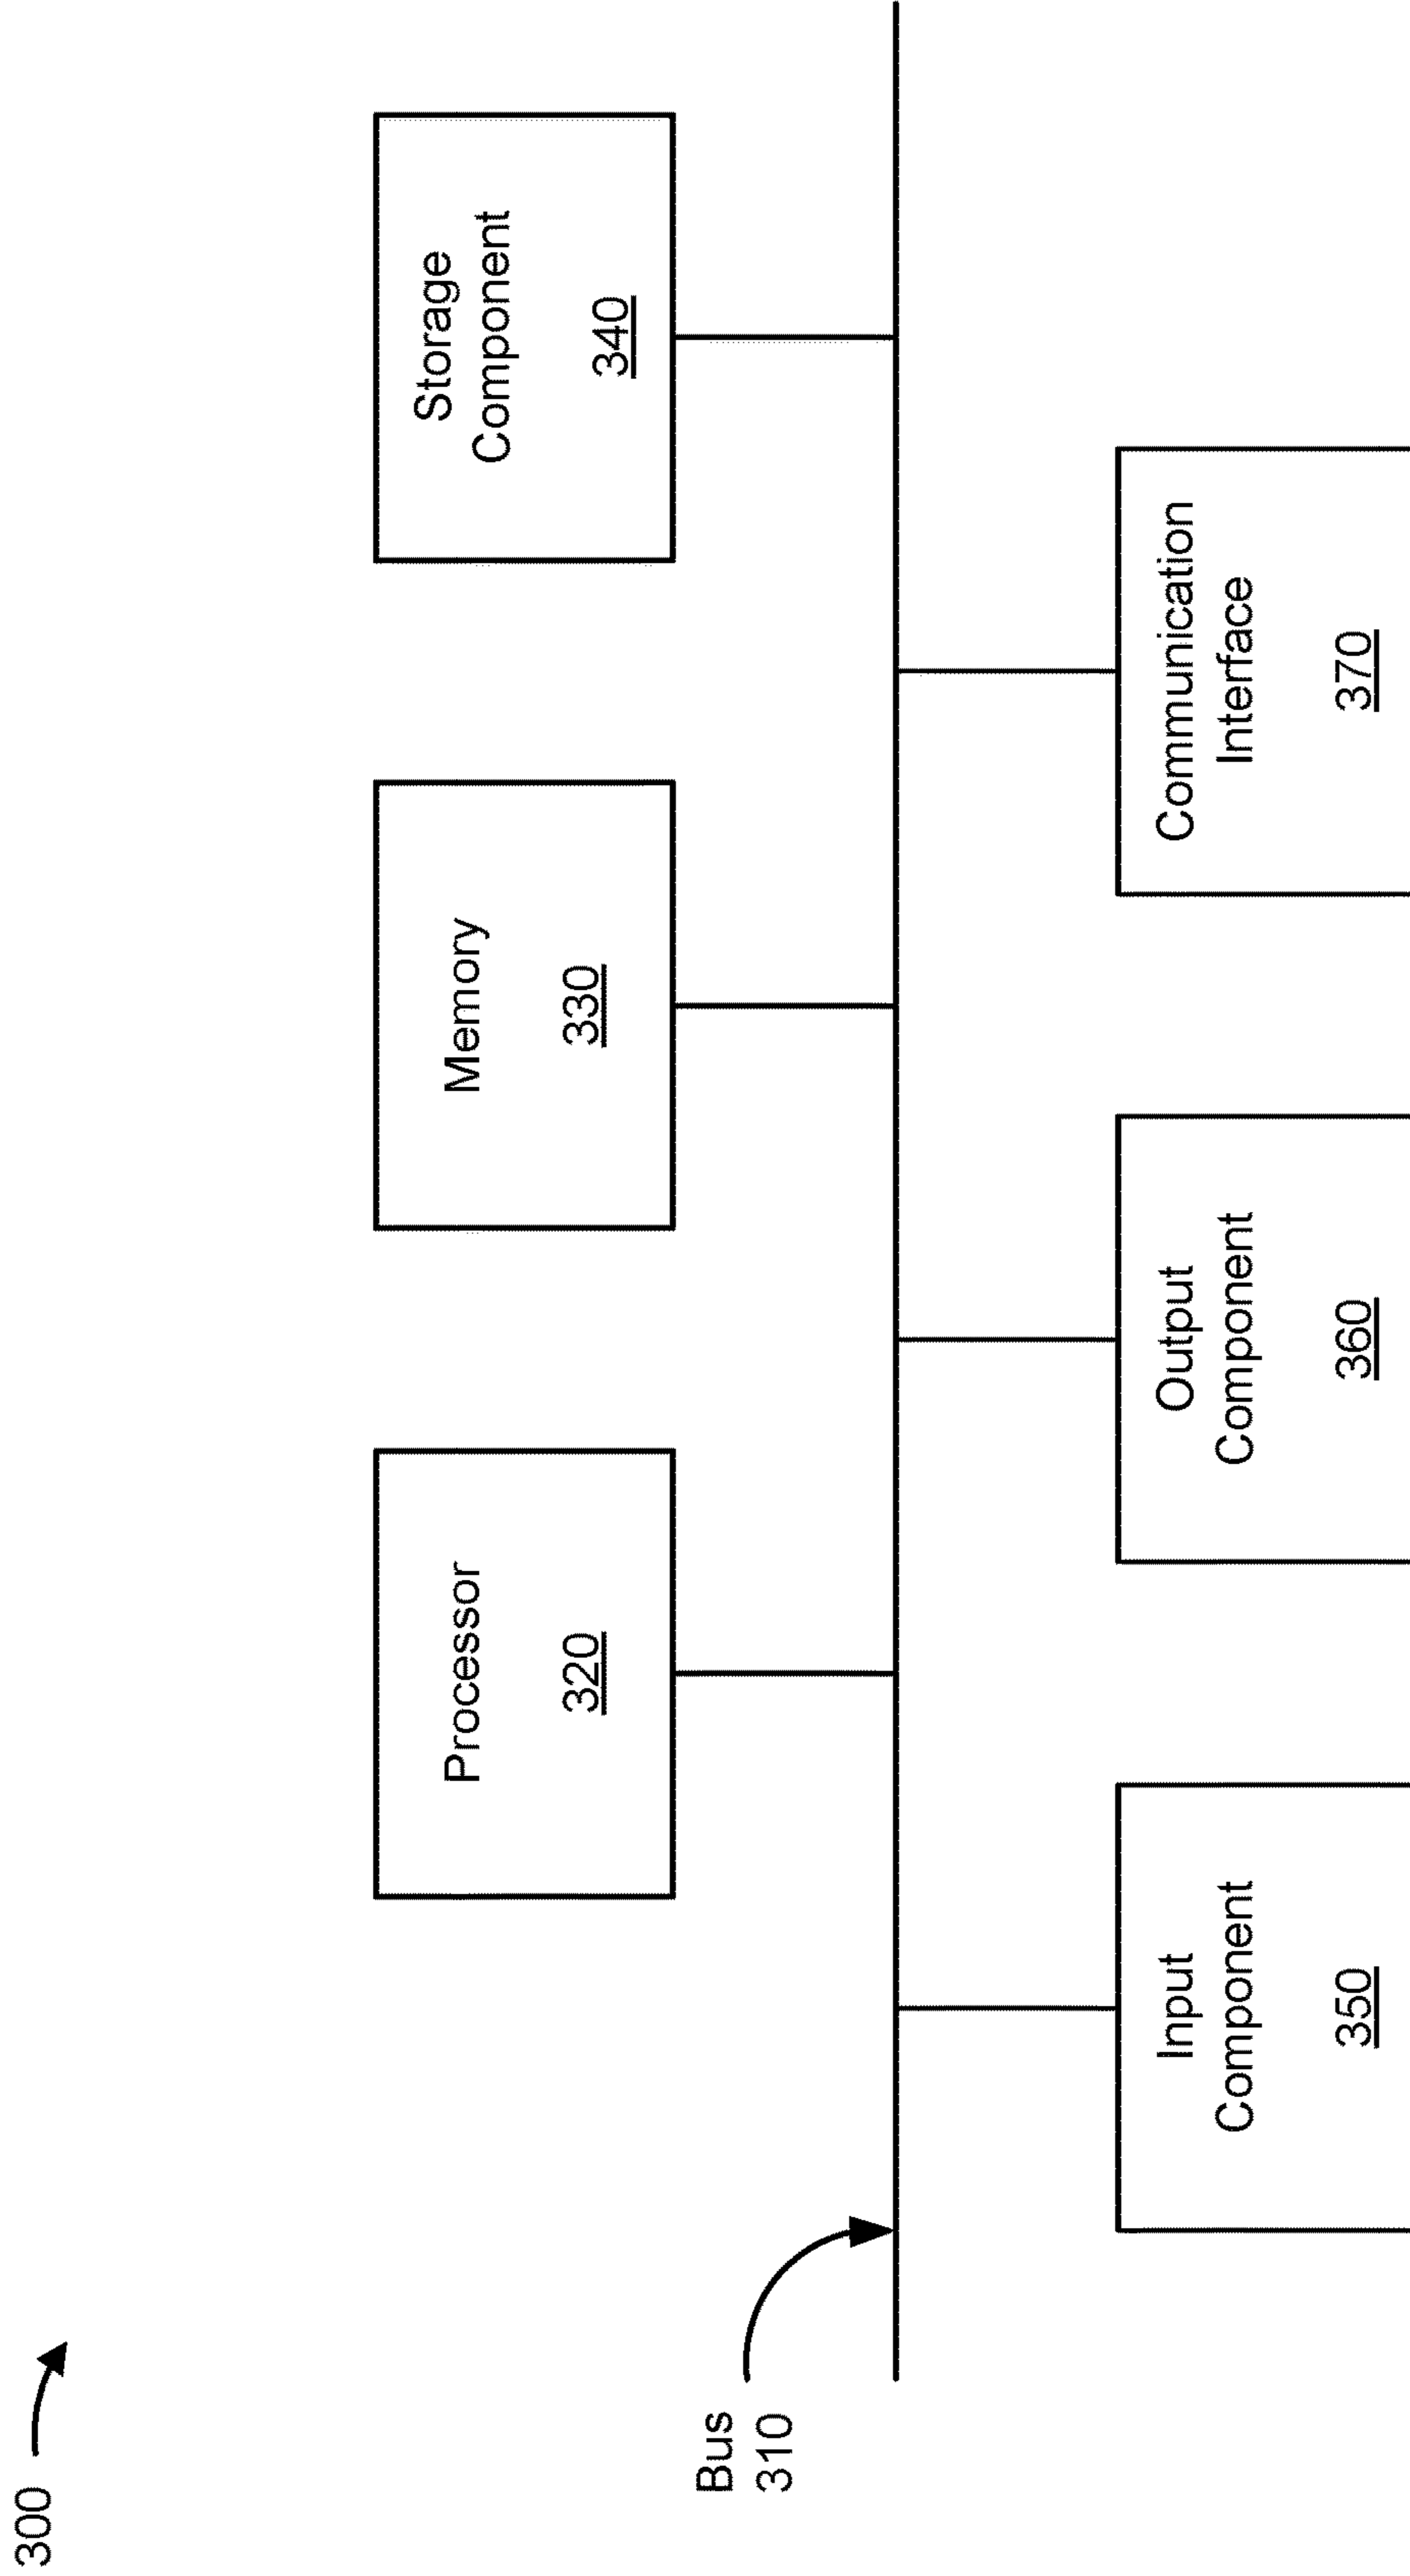 300
Processor
320
Memory
330
Storage
Component
340
Bus
310
Input
Component
350
Output
Component
360
Communication
Interface
370